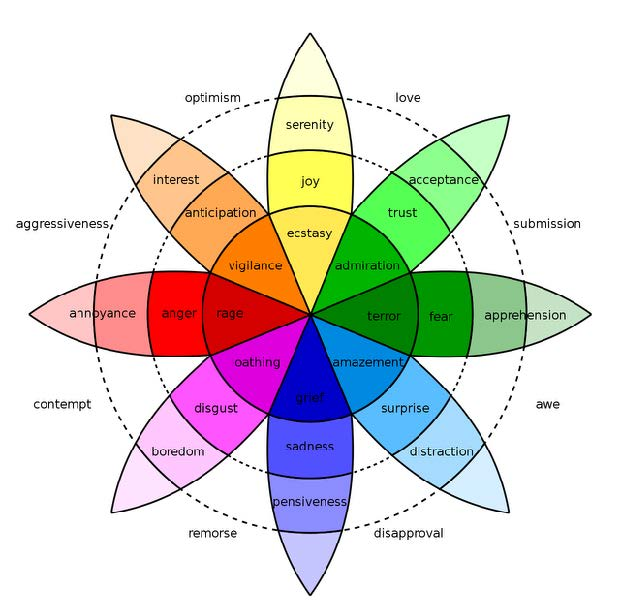 optimism
love
serenity
interest
joy
acceptance
anticipation
trust
aggressiveness
ecstasy
submission
vigilance
admiration
annoyance
anger
rage
terror
fear
apprehension
oathing
amazement
contempt
grief
awe
disgust
surprise
boredom
sadness
distraction
pensiveness
remorse
disapproval